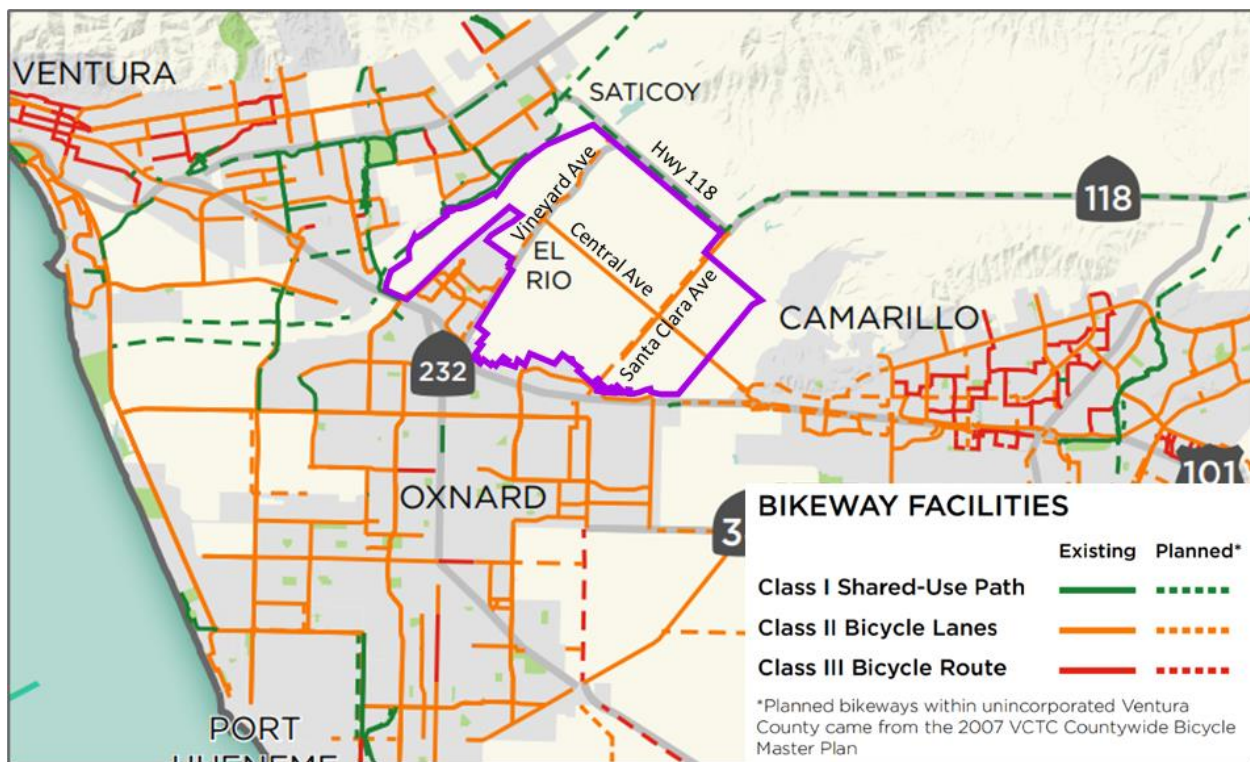 VENTURA
SATICOY
Hwy 118
118
Vineyard Ave
EL
RIO
Central Ave
Santa Clara Ave
CAMARILLO
232
OXNARD
101
BIKEWAY FACILITIES
Existing Planned*
Class I Shared-Use Path
Class II Bicycle Lanes
Class III Bicycle Route
*Planned bikeways within unincorporated Ventura
County came from the 2007 VCTC Countywide Bicycle
Master Plan
3
PORT
HUENEME